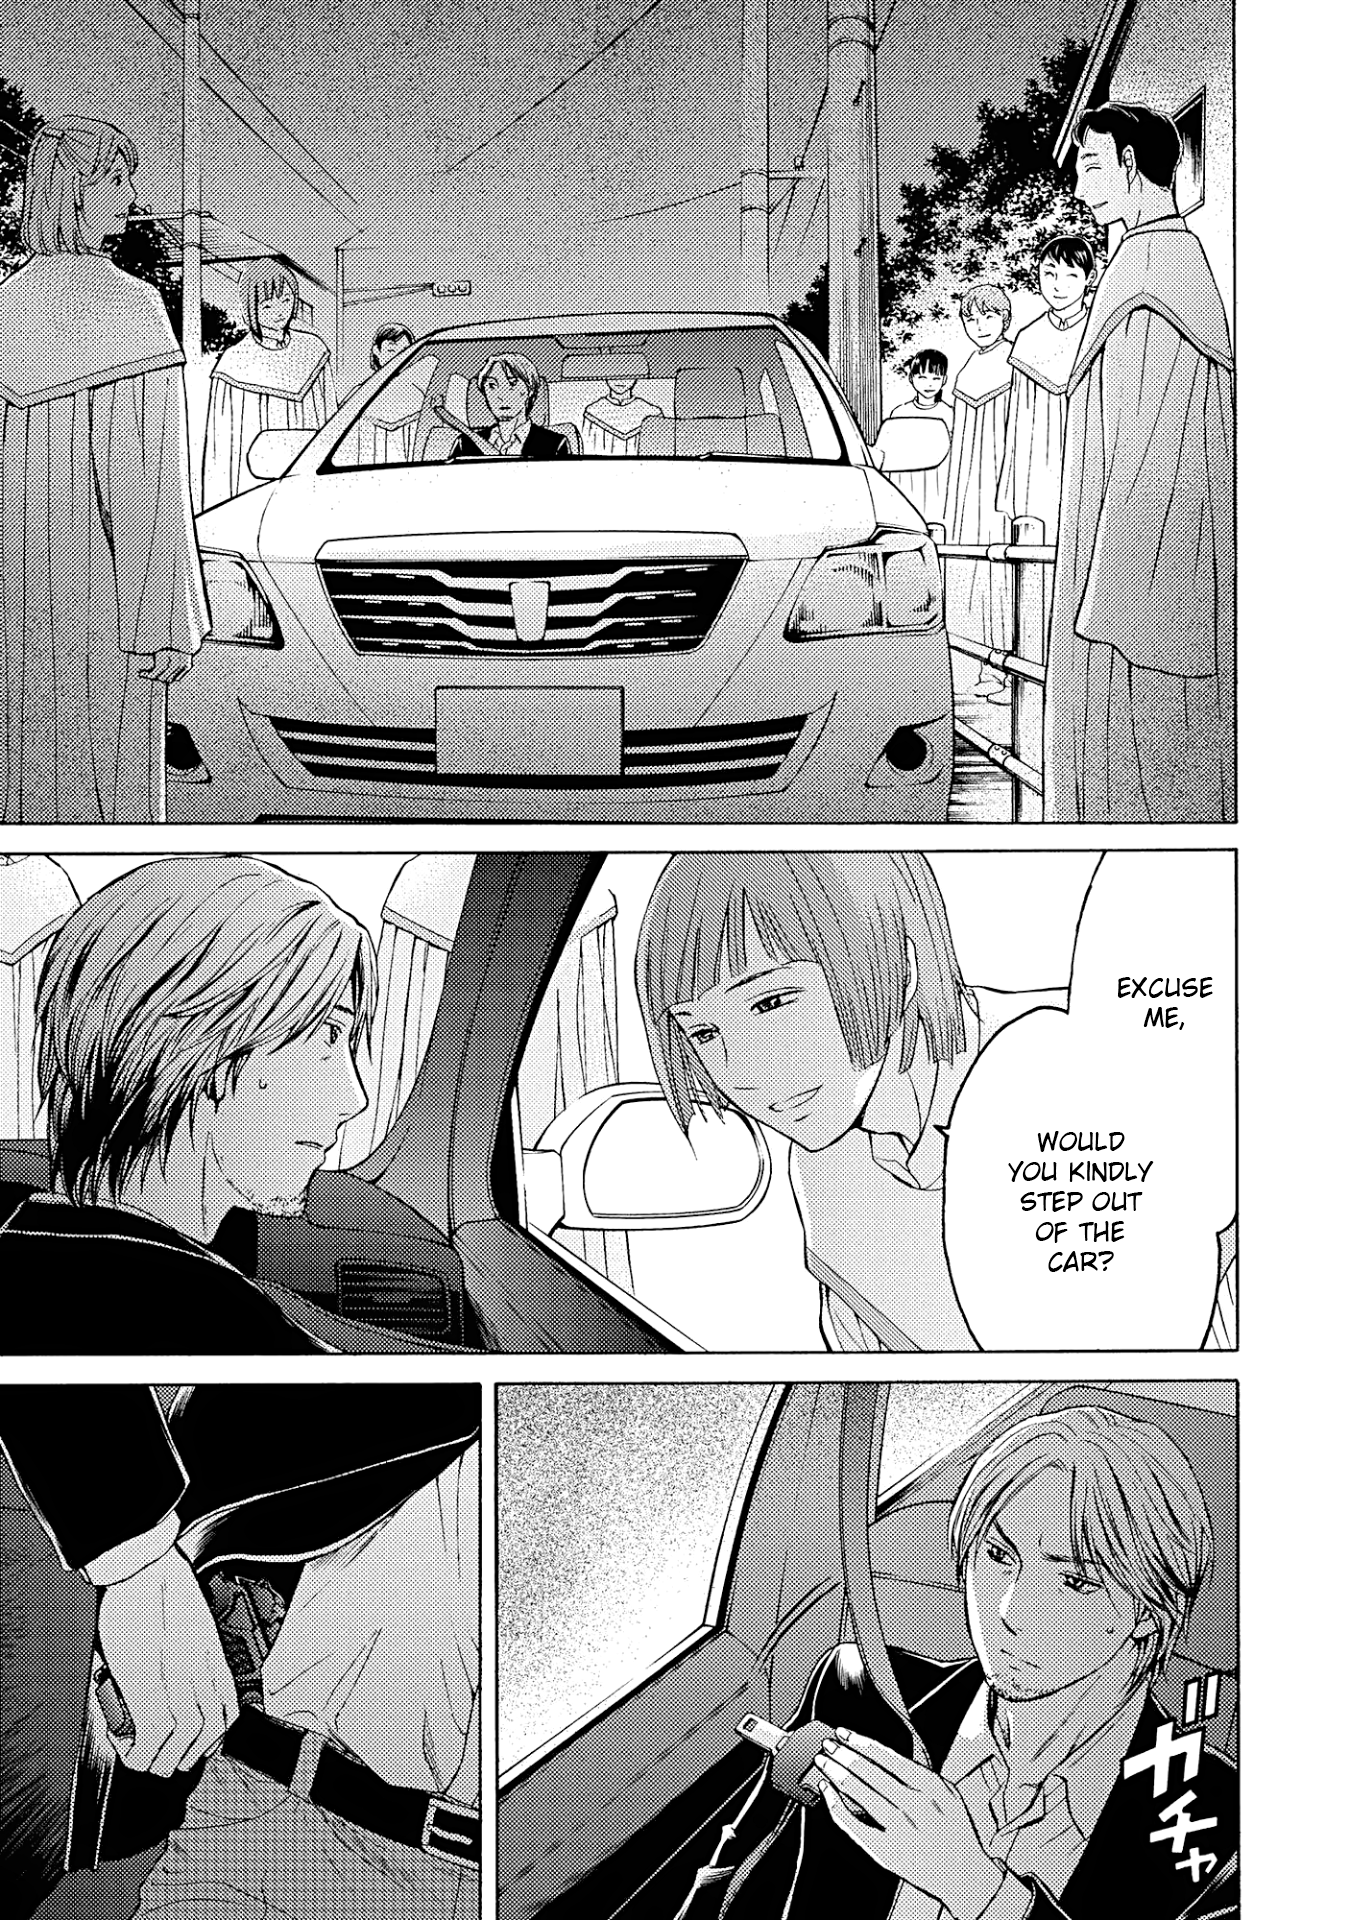 EXCUSE
ME,
WOULD
YOU KINDLY
STEP OUT
OF THE
CAR?
ガチャ